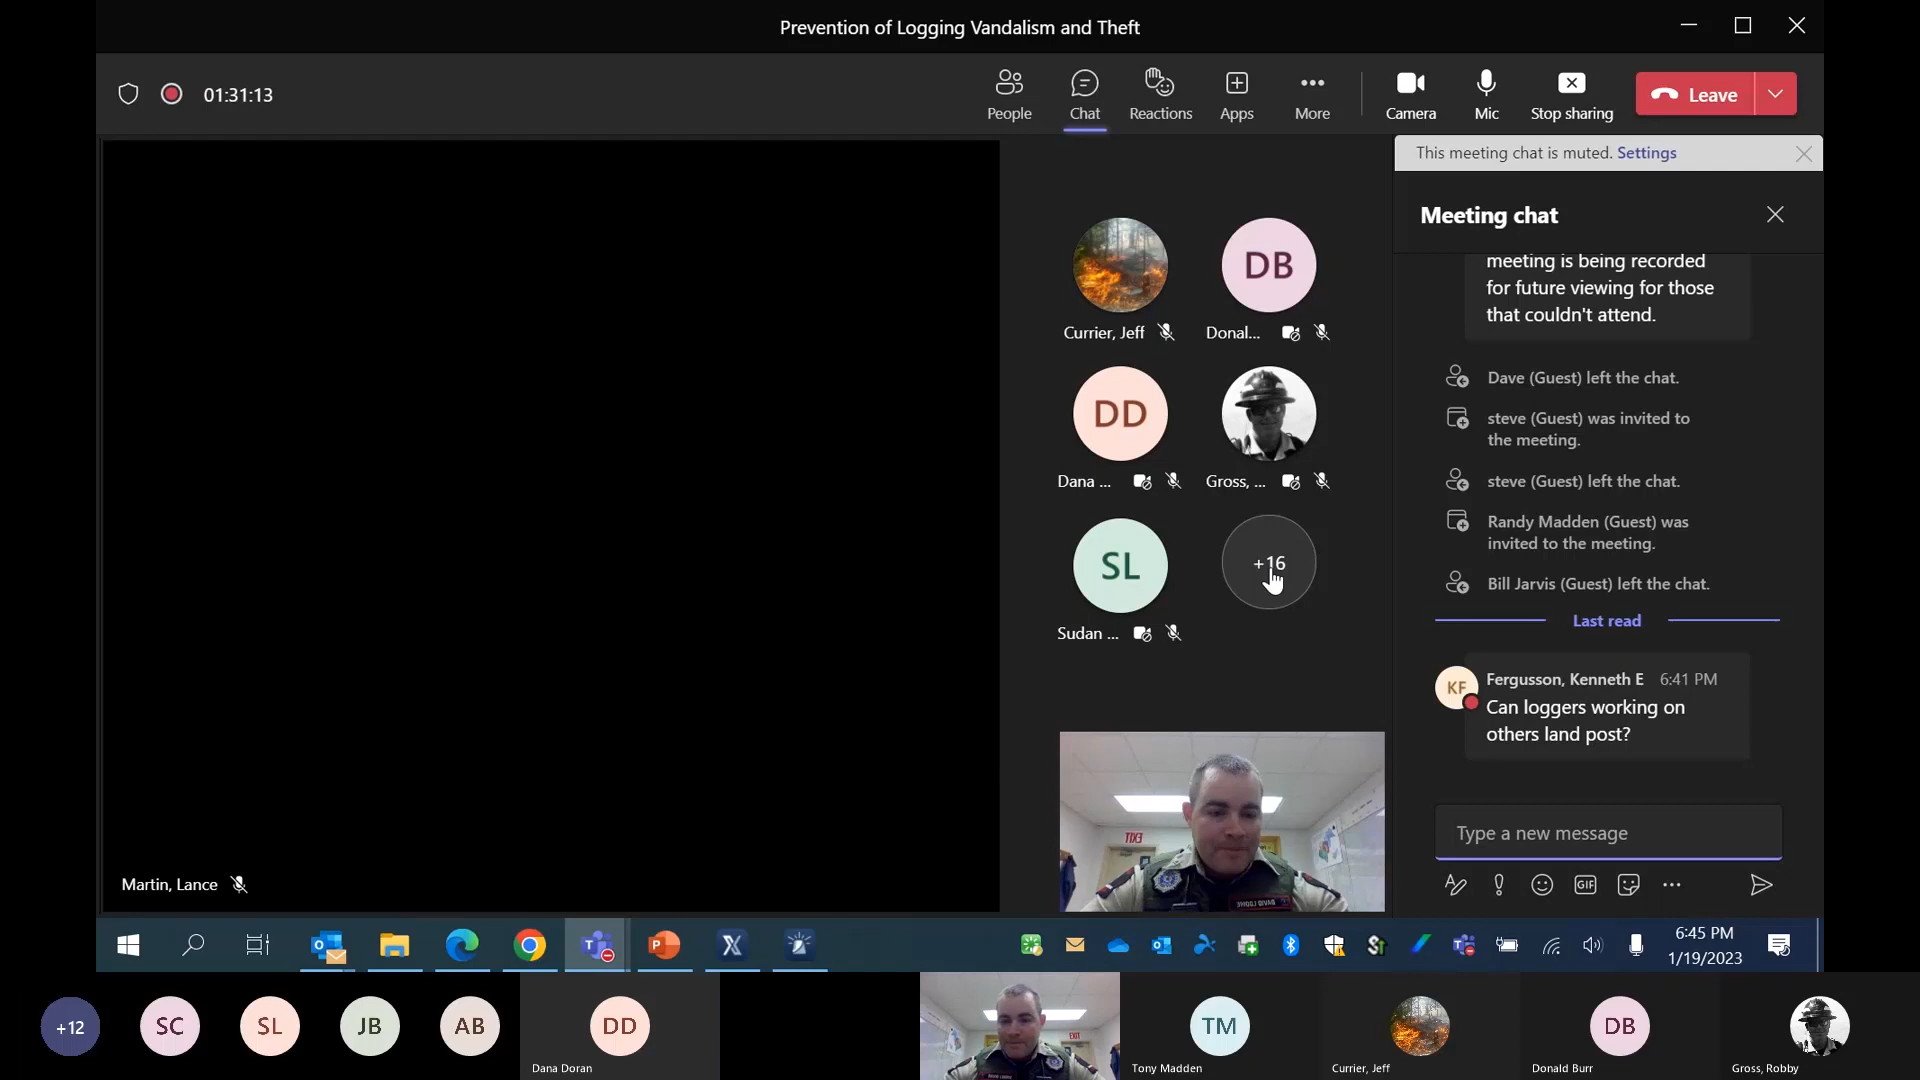 Prevention of Logging Vandalism and Theft
01:31:13
People
Chat
Reactions
Apps
More
Camera
Mic
Stop sharing
Leave
This meeting chat is muted. Settings
Meeting chat
meeting is being recorded
for future viewing for those
that couldn't attend.
Dave (Guest) left the chat.
steve (Guest) was invited to
the meeting.
steve (Guest) left the chat.
Randy Madden (Guest) was
invited to the meeting.
Bill Jarvis (Guest) left the chat.
Last read
KF
Fergusson, Kenneth E 6:41 PM
Can loggers working on
others land post?
Type a new message
GIF
Currier, Jeff
DB
Donal...
DD
Dana ...
Gross, ...
SL
Sudan ...
+16
EXIT
Martin, Lance
6:45 PM
1/19/2023
+12
SC
SL
JB
AB
DD
Dana Doran
TM
Tony Madden
Currier, Jeff
DB
Donald Burr
Gross, Robby